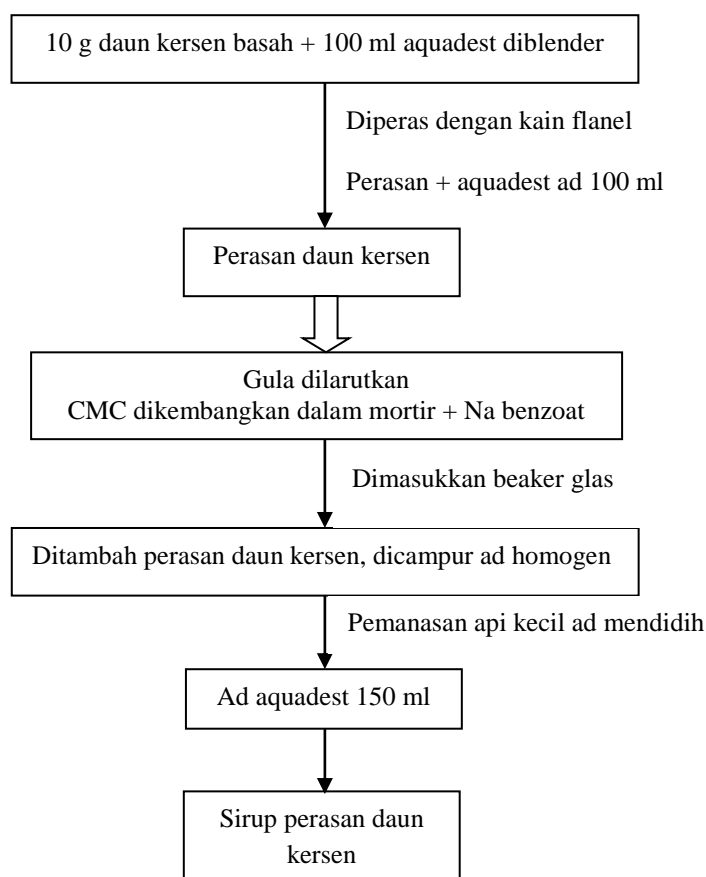 10 g daun kersen basah + 100 ml aquadest diblender
Diperas dengan kain flanel
Perasan + aquadest ad 100 ml
Perasan daun kersen
Gula dilarutkan
CMC dikembangkan dalam mortir + Na benzoat
Dimasukkan beaker glas
Ditambah perasan daun kersen, dicampur ad homogen
Pemanasan api kecil ad mendidih
Ad aquadest 150 ml
Sirup perasan daun
kersen